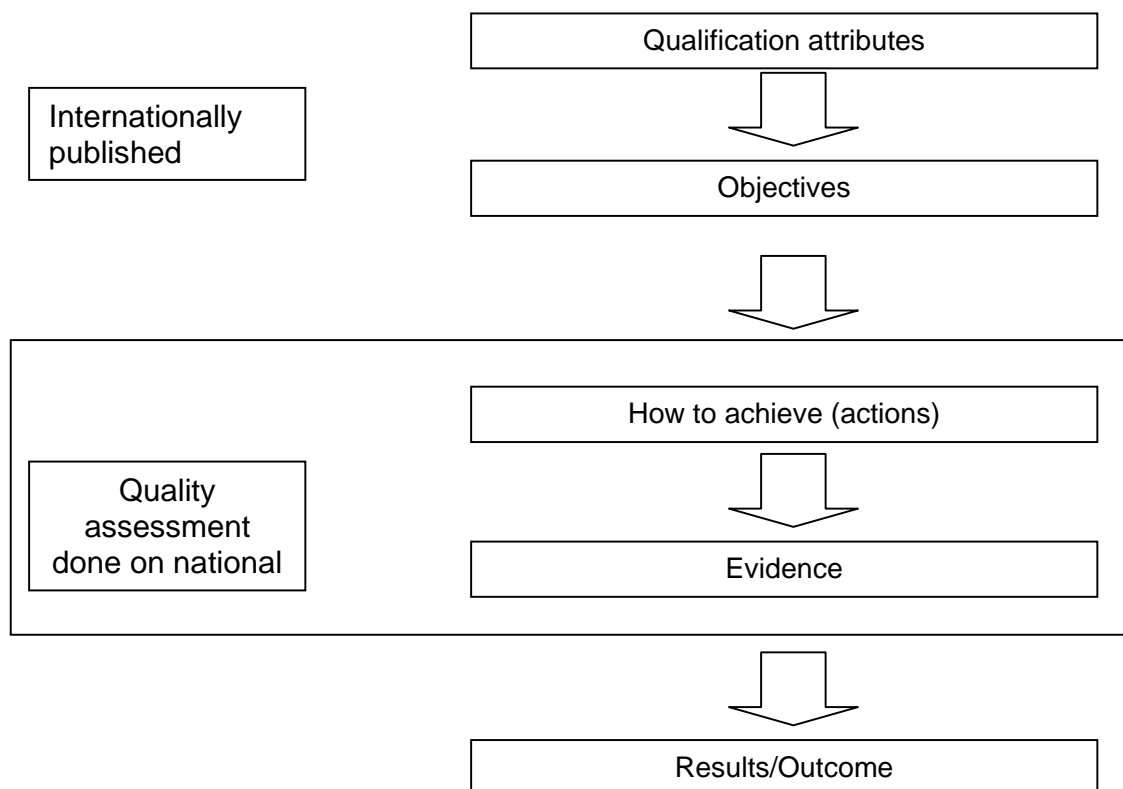 Qualification attributes
Internationally
published
Objectives
How to achieve (actions)
Quality
assessment
done on national
Evidence
Results/Outcome